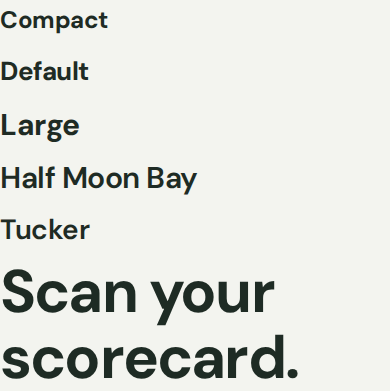 Compact
Default
Large
Half Moon Bay
Tucker
Scan your
scorecard.